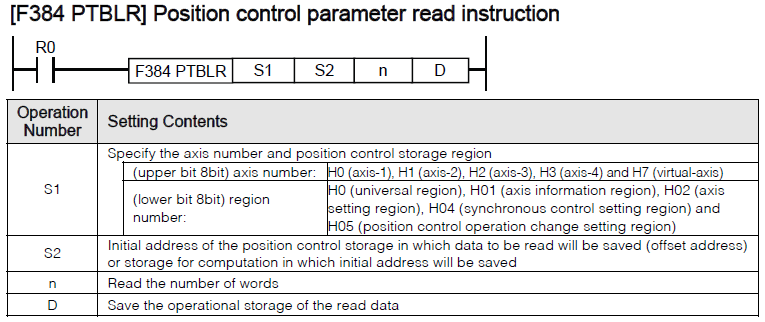 [F384 PTBLR] Position control parameter read instruction
R0
F384 PTBLR S1 S2 n D
Operation Number Setting Contents
S1
Specify the axis number and position control storage region
(upper bit 8bit) axis number: H0 (axis-1), H1 (axis-2), H2 (axis-3), H3 (axis-4) and H7 (virtual-axis)
(lower bit 8bit) region number:
H0 (universal region), H01 (axis information region), H02 (axis
setting region), H04 (synchronous control setting region) and
H05 (position control operation change setting region)
S2
Initial address of the position control storage in which data to be read will be saved (offset address)
or storage for computation in which initial address will be saved
n Read the number of words
D Save the operational storage of the read data